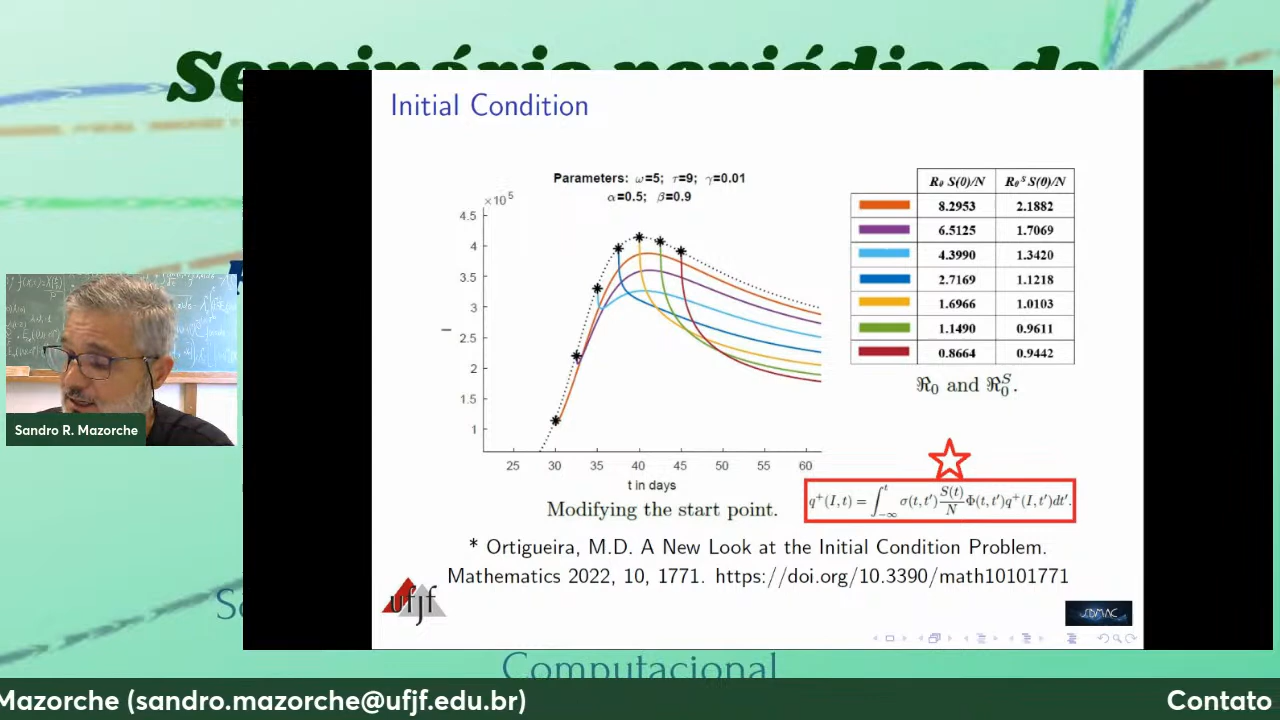 Seminário periódico de
Initial Condition
Parameters: ω=5; τ=9; γ=0.01
α=0.5; β=0.9
×10⁵
4.5
4
3.5
3
2.5
2
1.5
1
I
25 30 35 40 45 50 55 60
t in days
Modifying the start point.
R₀ S(0)/N R₀ˢ S(0)/N
8.2953 2.1882
6.5125 1.7069
4.3990 1.3420
2.7169 1.1218
1.6966 1.0103
1.1490 0.9611
0.8664 0.9442
ℜ₀ and ℜ₀ˢ.
q⁺(I,t) = ∫₋∞ᵗ σ(t,t′) S(t)/N Φ(t,t′)q⁺(I,t′)dt′.
* Ortigueira, M.D. A New Look at the Initial Condition Problem.
Mathematics 2022, 10, 1771. https://doi.org/10.3390/math10101771
ufjf
SBMAC
Sandro R. Mazorche
Computacional
Mazorche (sandro.mazorche@ufjf.edu.br)
Contato